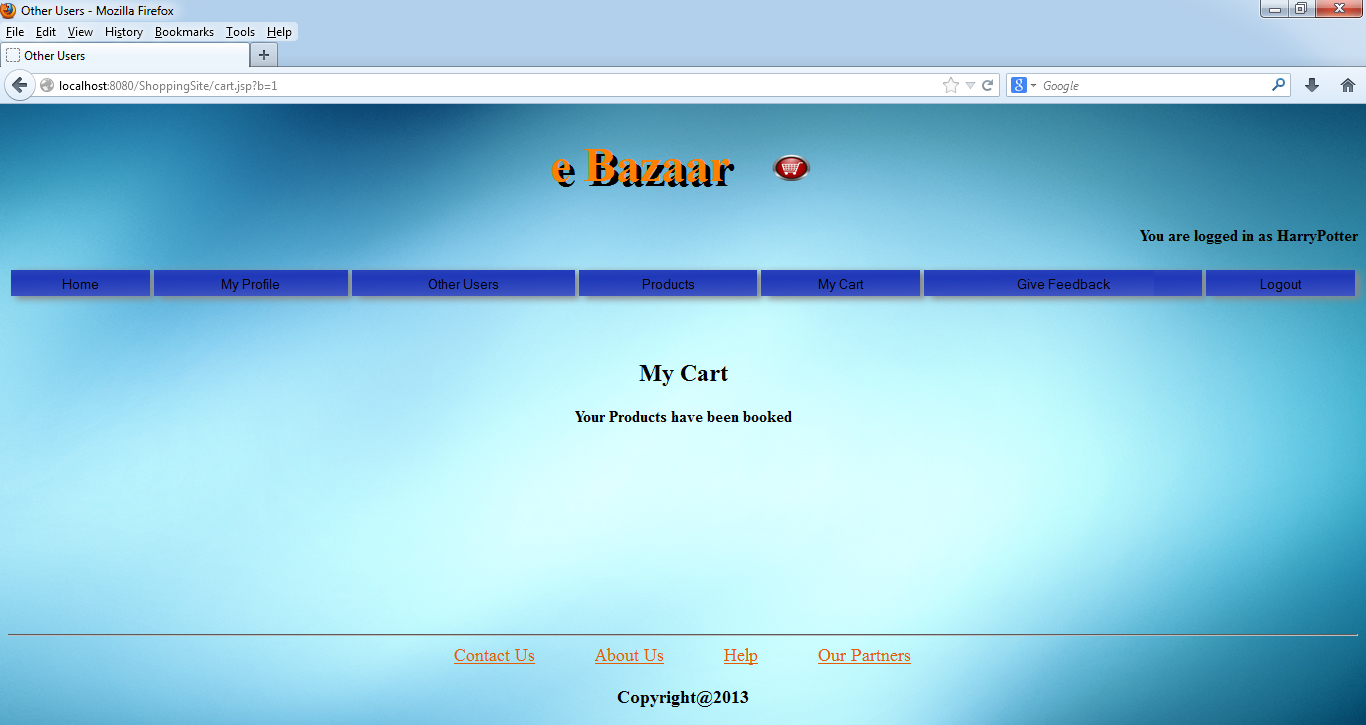 Other Users - Mozilla Firefox
File Edit View History Bookmarks Tools Help
Other Users +
localhost:8080/ShoppingSite/cart.jsp?b=1 8 Google
e Bazaar
You are logged in as HarryPotter
Home My Profile Other Users Products My Cart Give Feedback Logout
My Cart
Your Products have been booked
Contact Us About Us Help Our Partners
Copyright@2013